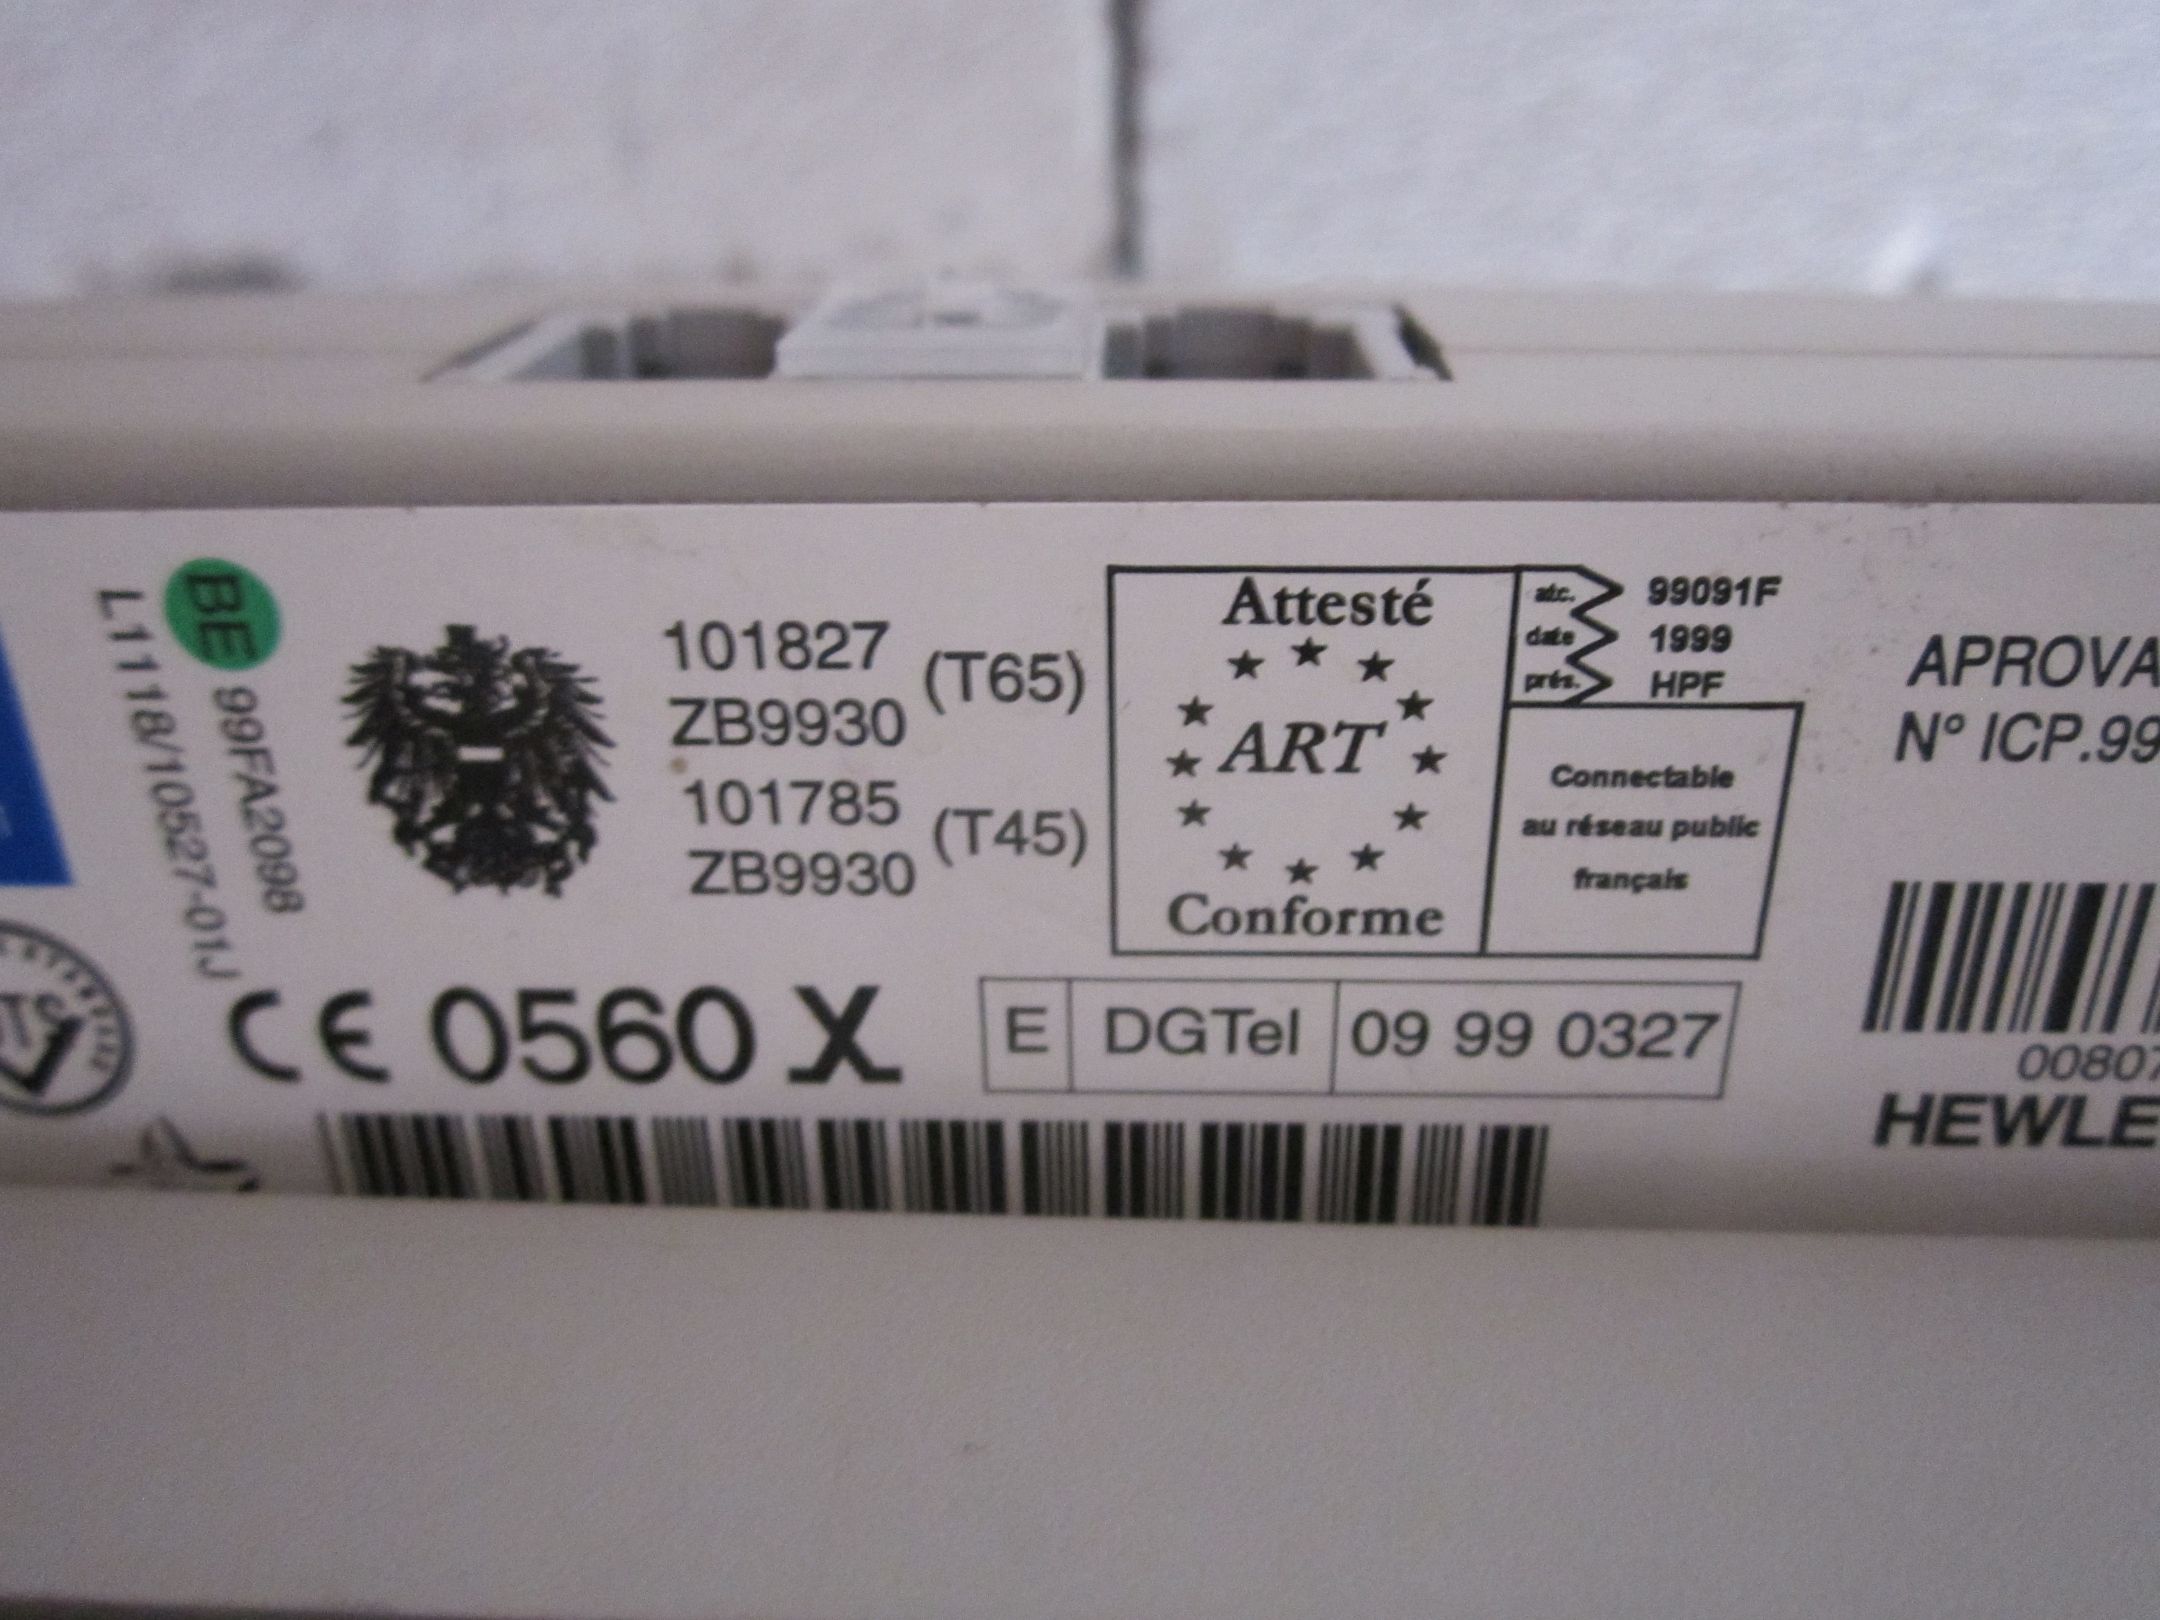 BE 99FA2098
L1118/10527-01J
101827
ZB9930
(T65)
101785
ZB9930
(T45)
Attesté
ART
Conforme
atc. 99091F
date 1999
prés. HPF
Connectable
au réseau public
français
APROVA
N° ICP.99
CE 0560 X
E DGTel 09 99 0327
00807
HEWLE